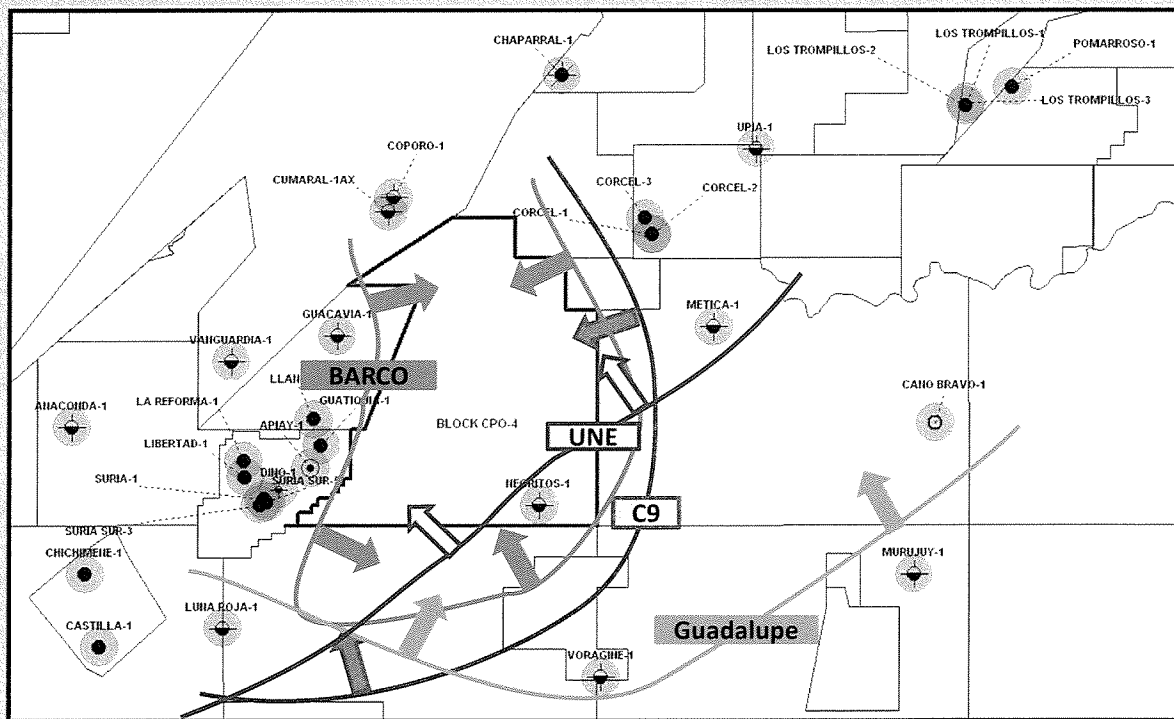 CHAPARRAL-1
LOS TROMPILLOS-1
LOS TROMPILLOS-2
POMARROSO-1
LOS TROMPILLOS-3
UPIA-1
COPORO-1
CUMARAL-1AX
CORCEL-3
CORCEL-2
CORCEL-1
METICA-1
GUACAVIA-1
VANGUARDIA-1
BARCO
LLAN
CANO BRAVO-1
LA REFORMA-1
GUATIQUIA-1
ANACONDA-1
APIAY-1
BLOCK CPO-4
UNE
LIBERTAD-1
SURIA-1
DINO-1
SURIA SUR-
NEGRITOS-1
C9
SURIA SUR-3
CHICHIMENE-1
MURUJUY-1
LUNA ROJA-1
CASTILLA-1
Guadalupe
VORAGINE-1